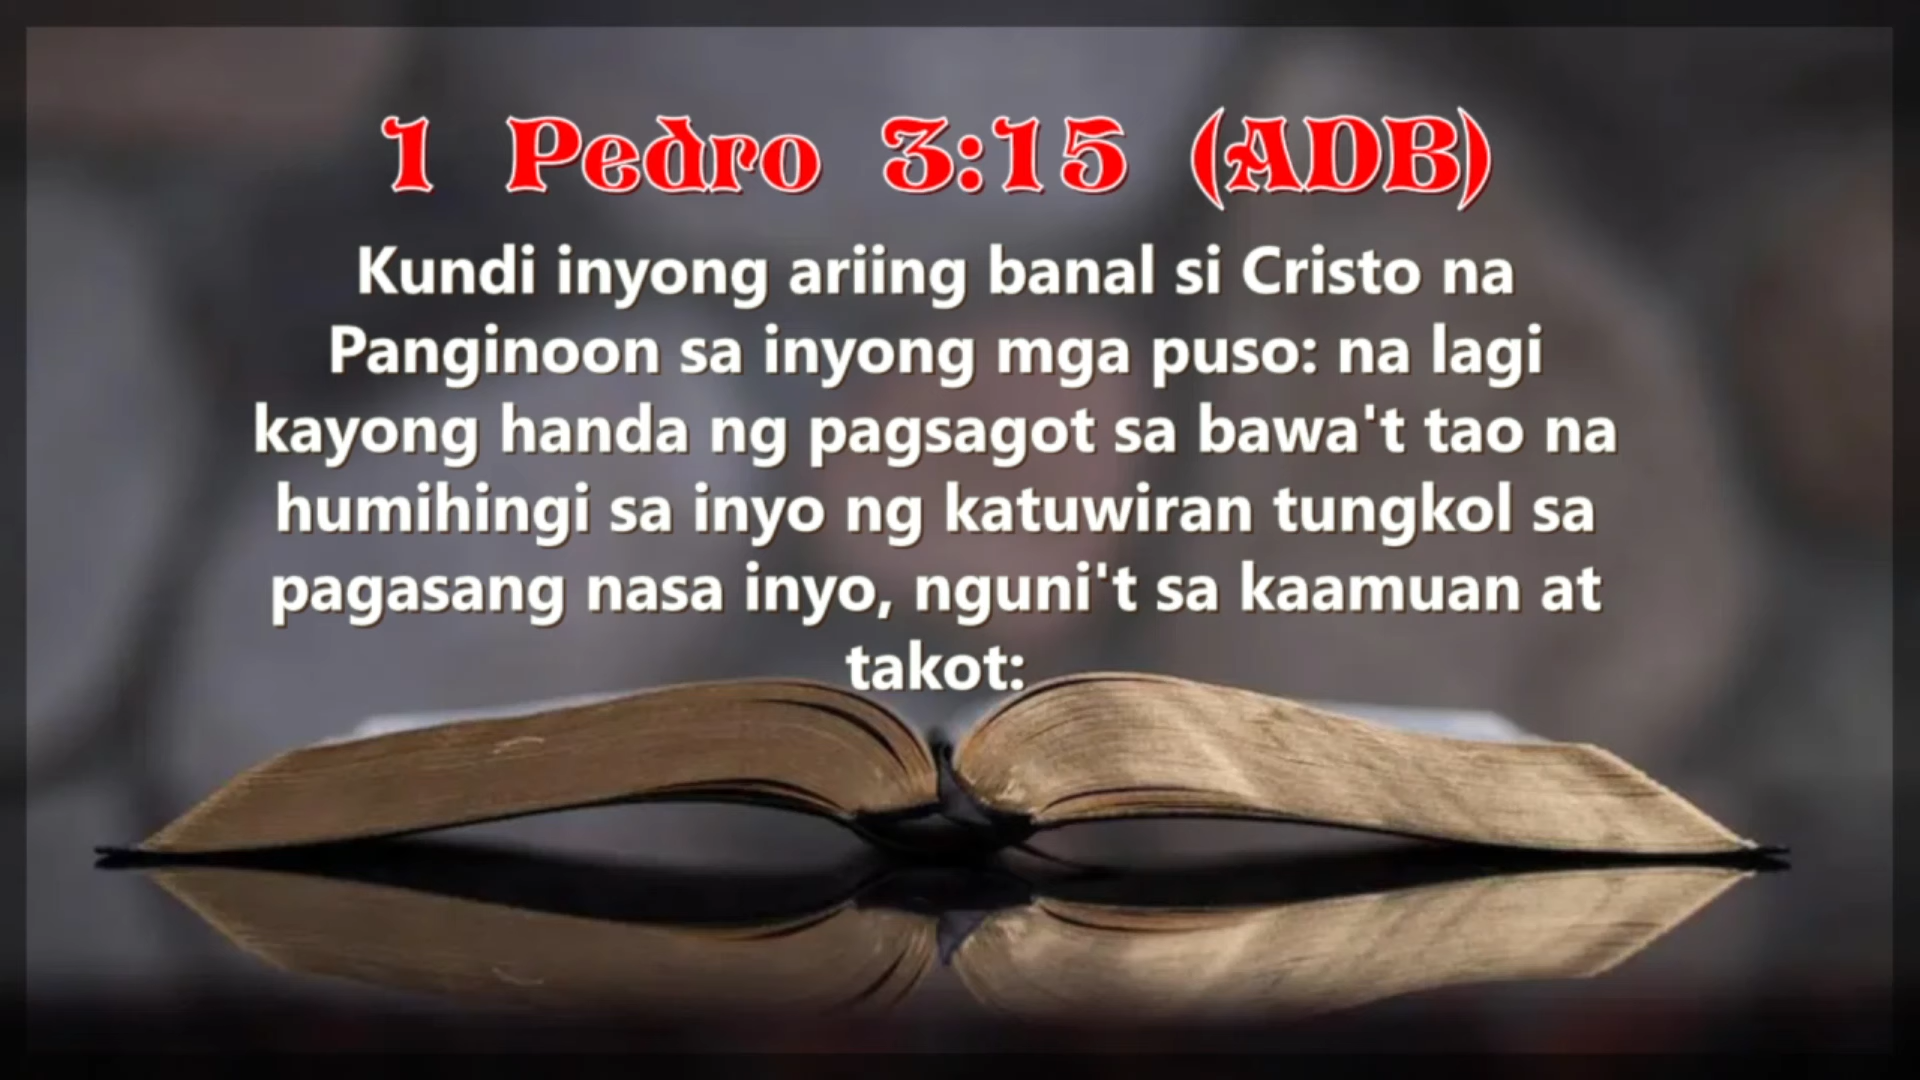 1 Pedro 3:15 (ADB)
Kundi inyong ariing banal si Cristo na
Panginoon sa inyong mga puso: na lagi
kayong handa ng pagsagot sa bawa't tao na
humihingi sa inyo ng katuwiran tungkol sa
pagasang nasa inyo, nguni't sa kaamuan at
takot: